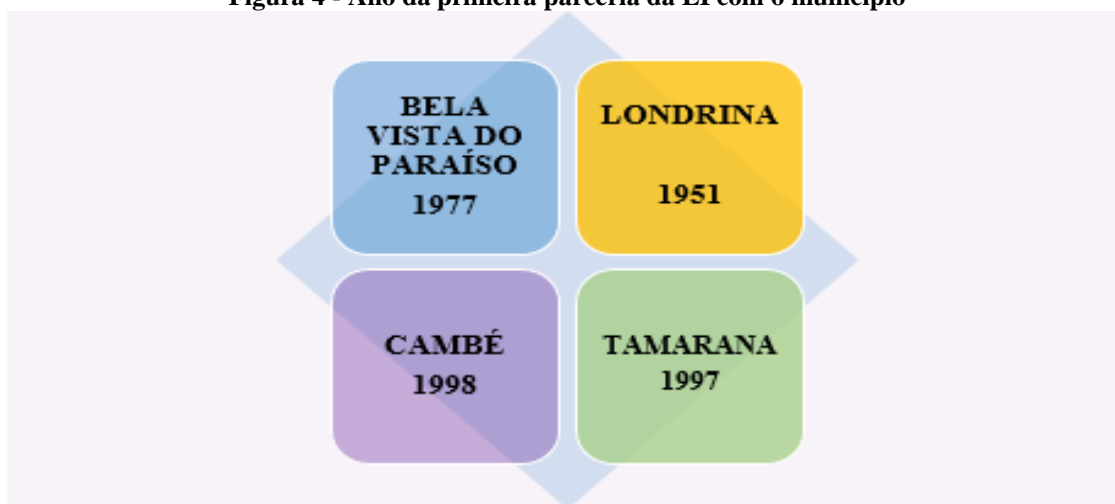 Figura 4 - Ano da primeira parceria da EI com o município
BELA
VISTA DO
PARAÍSO
1977
LONDRINA
1951
CAMBÉ
1998
TAMARANA
1997